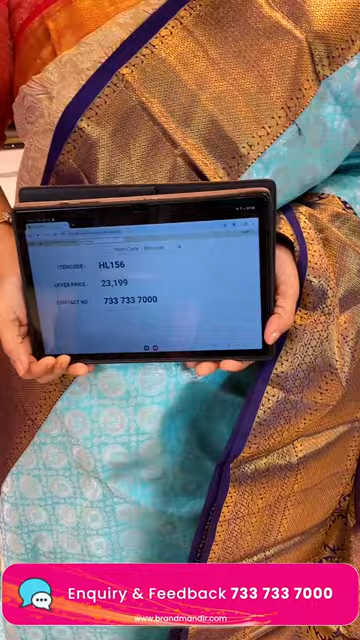 ITEMCODE : HL156
OFFER PRICE : 23,199
CONTACT NO : 733 733 7000
Enquiry & Feedback 733 733 7000
www.brandmandir.com